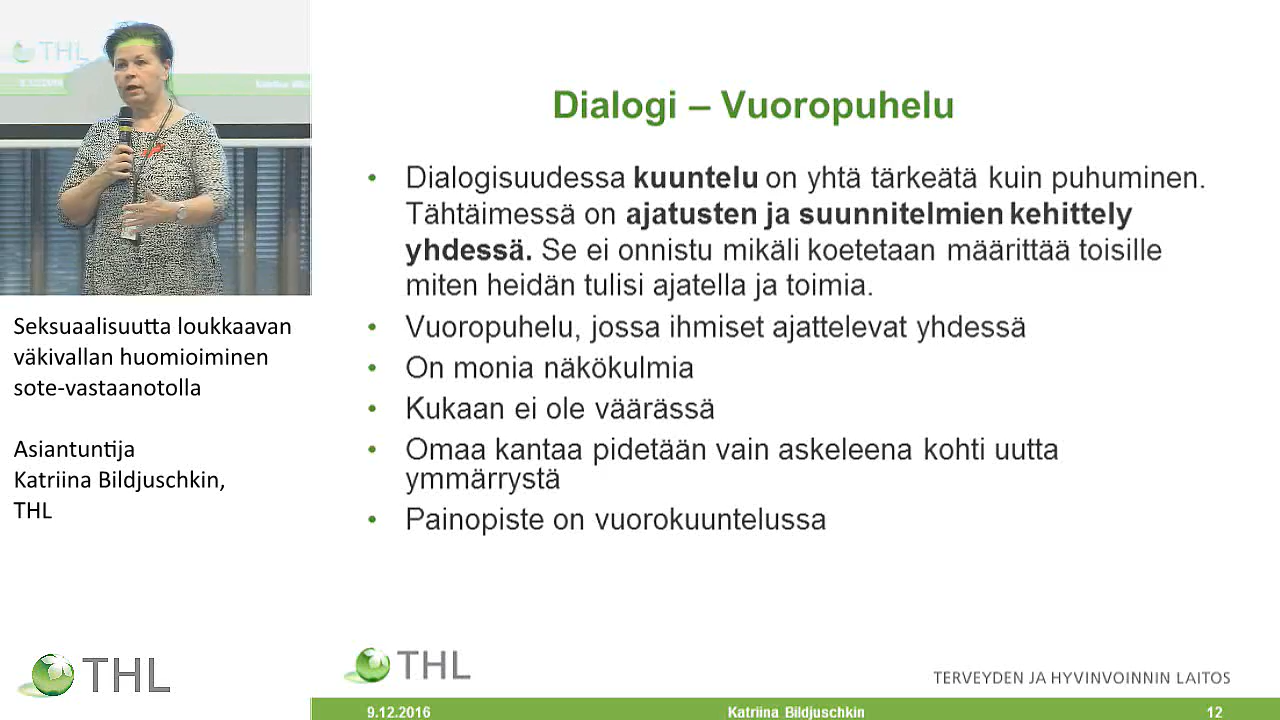 THL
Seksuaalisuutta loukkaavan
väkivallan huomioiminen
sote-vastaanotolla
Asiantuntija
Katriina Bildjuschkin,
THL
THL
Dialogi – Vuoropuhelu
• Dialogisuudessa kuuntelu on yhtä tärkeätä kuin puhuminen.
Tähtäimessä on ajatusten ja suunnitelmien kehittely
yhdessä. Se ei onnistu mikäli koetetaan määrittää toisille
miten heidän tulisi ajatella ja toimia.
• Vuoropuhelu, jossa ihmiset ajattelevat yhdessä
• On monia näkökulmia
• Kukaan ei ole väärässä
• Omaa kantaa pidetään vain askeleena kohti uutta
ymmärrystä
• Painopiste on vuorokuuntelussa
THL
TERVEYDEN JA HYVINVOINNIN LAITOS
9.12.2016 Katriina Bildjuschkin 12